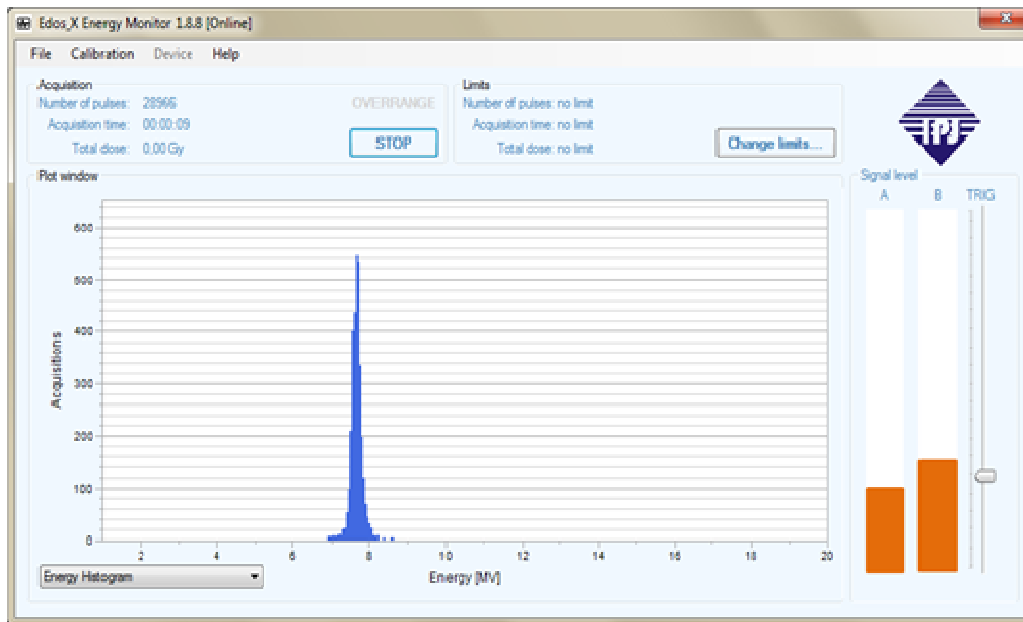 Edos_X Energy Monitor 1.8.8 [Online]
File Calibration Device Help
Acquisition
Number of pulses: 28966
OVERRANGE
Acquisition time: 00:00:09
Total dose: 0.00 Gy
STOP
Limits
Number of pulses: no limit
Acquisition time: no limit
Total dose: no limit
Change limits...
IPJ
Plot window
Signal level
A B TRIG
600
500
400
300
200
100
0
Acquisitions
2 4 6 8 10 12 14 16 18 20
Energy [MV]
Energy Histogram